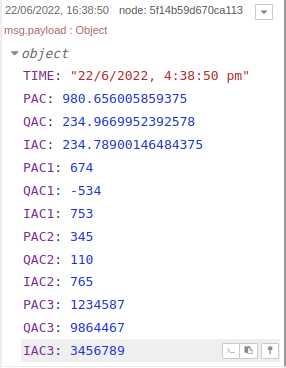 22/06/2022, 16:38:50 node: 5f14b59d670ca113
msg.payload : Object
object
TIME: "22/6/2022, 4:38:50 pm"
PAC: 980.656005859375
QAC: 234.9669952392578
IAC: 234.78900146484375
PAC1: 674
QAC1: -534
IAC1: 753
PAC2: 345
QAC2: 110
IAC2: 765
PAC3: 1234587
QAC3: 9864467
IAC3: 3456789